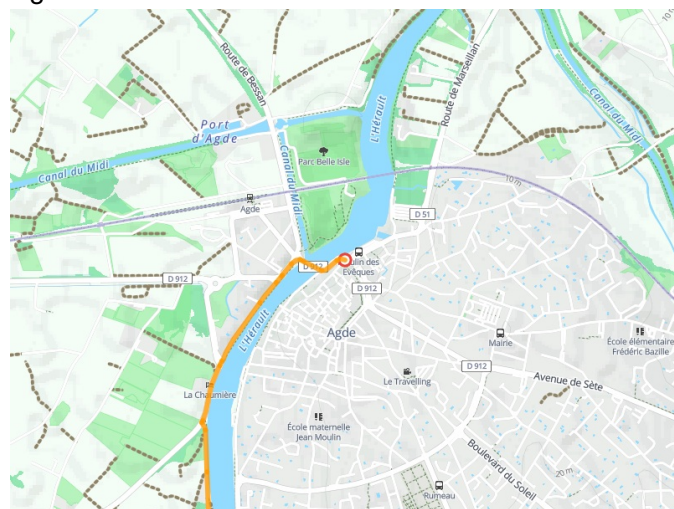 10 m
Route de Bessan
Route de Marseillan
L'Hérault
Canal du Midi
Port
d'Agde
Canal du Midi
Parc Belle Isle
Canal du Midi
Agde
10 m
D 51
Moulin des
Evêques
D 912
D 912
D 912
L'Hérault
Agde
Mairie
École élémentaire
Frédéric Bazille
D 912
Avenue de Sète
Le Travelling
La Chaumière
École maternelle
Jean Moulin
Boulevard du Soleil
20 m
Rumeau